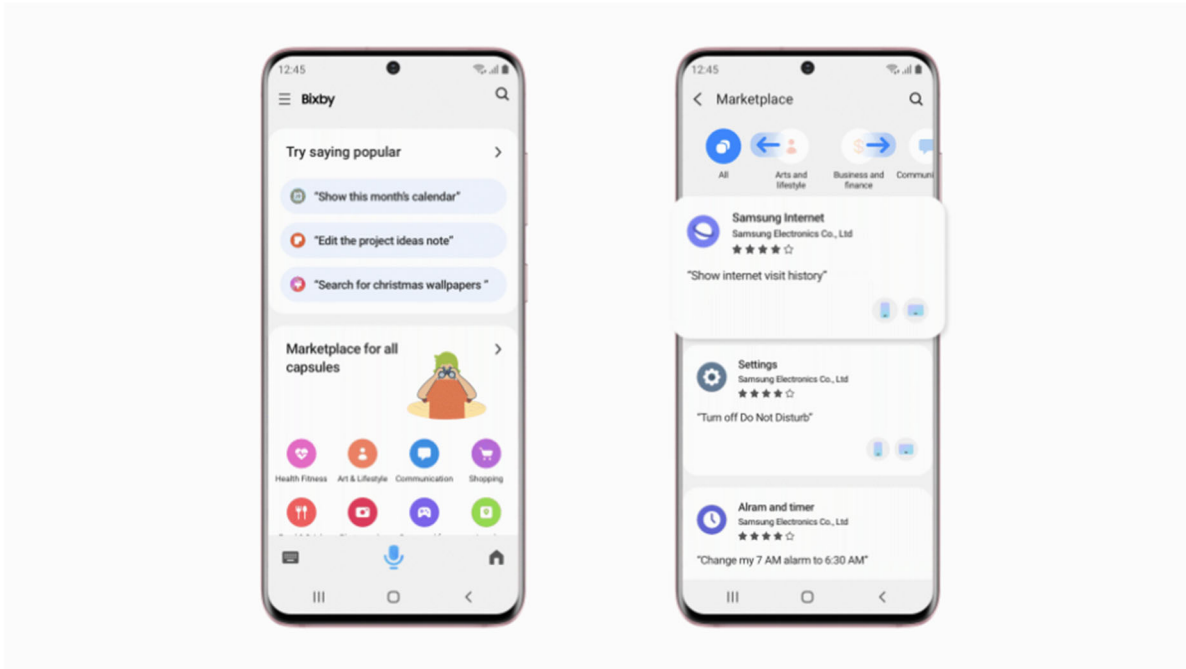 12:45
Bixby
Try saying popular
“Show this month's calendar”
“Edit the project ideas note”
“Search for christmas wallpapers ”
Marketplace for all
capsules
Health Fitness
Art & Lifestyle
Communication
Shopping
12:45
Marketplace
All
Arts and
lifestyle
Business and
finance
Communi
Samsung Internet
Samsung Electronics Co., Ltd
“Show internet visit history”
Settings
Samsung Electronics Co., Ltd
“Turn off Do Not Disturb”
Alram and timer
Samsung Electronics Co., Ltd
“Change my 7 AM alarm to 6:30 AM”